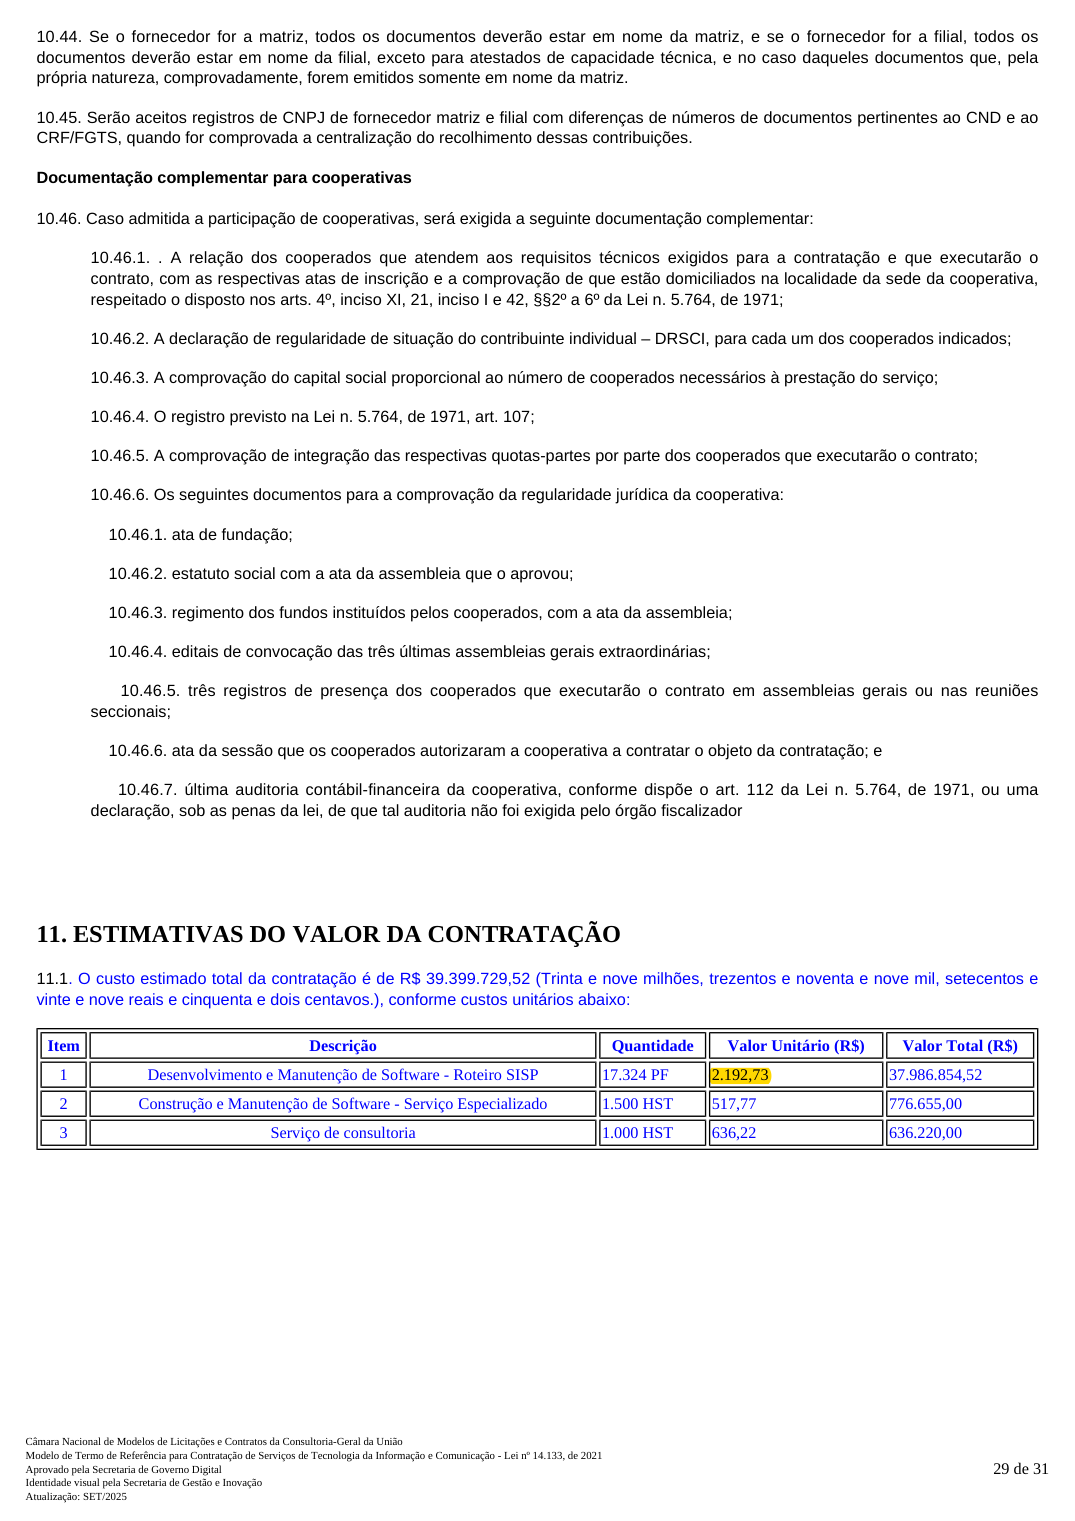 10.44. Se o fornecedor for a matriz, todos os documentos deverão estar em nome da matriz, e se o fornecedor for a filial, todos os
documentos deverão estar em nome da filial, exceto para atestados de capacidade técnica, e no caso daqueles documentos que, pela
própria natureza, comprovadamente, forem emitidos somente em nome da matriz.
10.45. Serão aceitos registros de CNPJ de fornecedor matriz e filial com diferenças de números de documentos pertinentes ao CND e ao
CRF/FGTS, quando for comprovada a centralização do recolhimento dessas contribuições.
Documentação complementar para cooperativas
10.46. Caso admitida a participação de cooperativas, será exigida a seguinte documentação complementar:
10.46.1. . A relação dos cooperados que atendem aos requisitos técnicos exigidos para a contratação e que executarão o
contrato, com as respectivas atas de inscrição e a comprovação de que estão domiciliados na localidade da sede da cooperativa,
respeitado o disposto nos arts. 4º, inciso XI, 21, inciso I e 42, §§2º a 6º da Lei n. 5.764, de 1971;
10.46.2. A declaração de regularidade de situação do contribuinte individual – DRSCI, para cada um dos cooperados indicados;
10.46.3. A comprovação do capital social proporcional ao número de cooperados necessários à prestação do serviço;
10.46.4. O registro previsto na Lei n. 5.764, de 1971, art. 107;
10.46.5. A comprovação de integração das respectivas quotas-partes por parte dos cooperados que executarão o contrato;
10.46.6. Os seguintes documentos para a comprovação da regularidade jurídica da cooperativa:
10.46.1. ata de fundação;
10.46.2. estatuto social com a ata da assembleia que o aprovou;
10.46.3. regimento dos fundos instituídos pelos cooperados, com a ata da assembleia;
10.46.4. editais de convocação das três últimas assembleias gerais extraordinárias;
10.46.5. três registros de presença dos cooperados que executarão o contrato em assembleias gerais ou nas reuniões
seccionais;
10.46.6. ata da sessão que os cooperados autorizaram a cooperativa a contratar o objeto da contratação; e
10.46.7. última auditoria contábil-financeira da cooperativa, conforme dispõe o art. 112 da Lei n. 5.764, de 1971, ou uma
declaração, sob as penas da lei, de que tal auditoria não foi exigida pelo órgão fiscalizador
11. ESTIMATIVAS DO VALOR DA CONTRATAÇÃO
11.1. O custo estimado total da contratação é de R$ 39.399.729,52 (Trinta e nove milhões, trezentos e noventa e nove mil, setecentos e
vinte e nove reais e cinquenta e dois centavos.), conforme custos unitários abaixo:
Item Descrição Quantidade Valor Unitário (R$) Valor Total (R$)
1 Desenvolvimento e Manutenção de Software - Roteiro SISP 17.324 PF 2.192,73 37.986.854,52
2 Construção e Manutenção de Software - Serviço Especializado 1.500 HST 517,77 776.655,00
3 Serviço de consultoria 1.000 HST 636,22 636.220,00
Câmara Nacional de Modelos de Licitações e Contratos da Consultoria-Geral da União
Modelo de Termo de Referência para Contratação de Serviços de Tecnologia da Informação e Comunicação - Lei nº 14.133, de 2021
Aprovado pela Secretaria de Governo Digital
Identidade visual pela Secretaria de Gestão e Inovação
Atualização: SET/2025
29 de 31